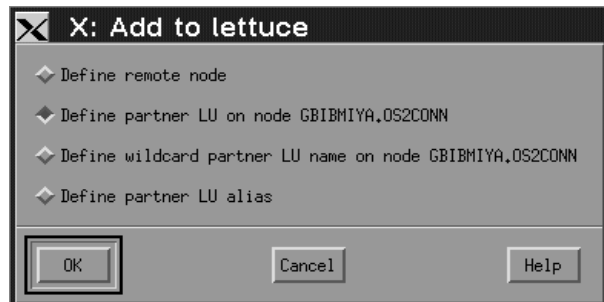 X: Add to lettuce
Define remote node
Define partner LU on node GBIBMIYA.OS2CONN
Define wildcard partner LU name on node GBIBMIYA.OS2CONN
Define partner LU alias
OK Cancel Help